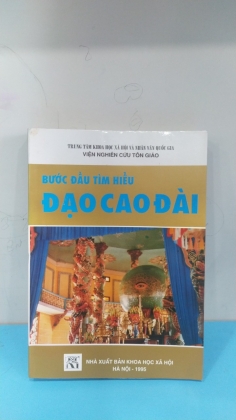 TRUNG TÂM KHOA HỌC XÃ HỘI VÀ NHÂN VĂN QUỐC GIA
VIỆN NGHIÊN CỨU TÔN GIÁO
BƯỚC ĐẦU TÌM HIỂU
ĐẠO CAO ĐÀI
NHÀ XUẤT BẢN KHOA HỌC XÃ HỘI
HÀ NỘI - 1995